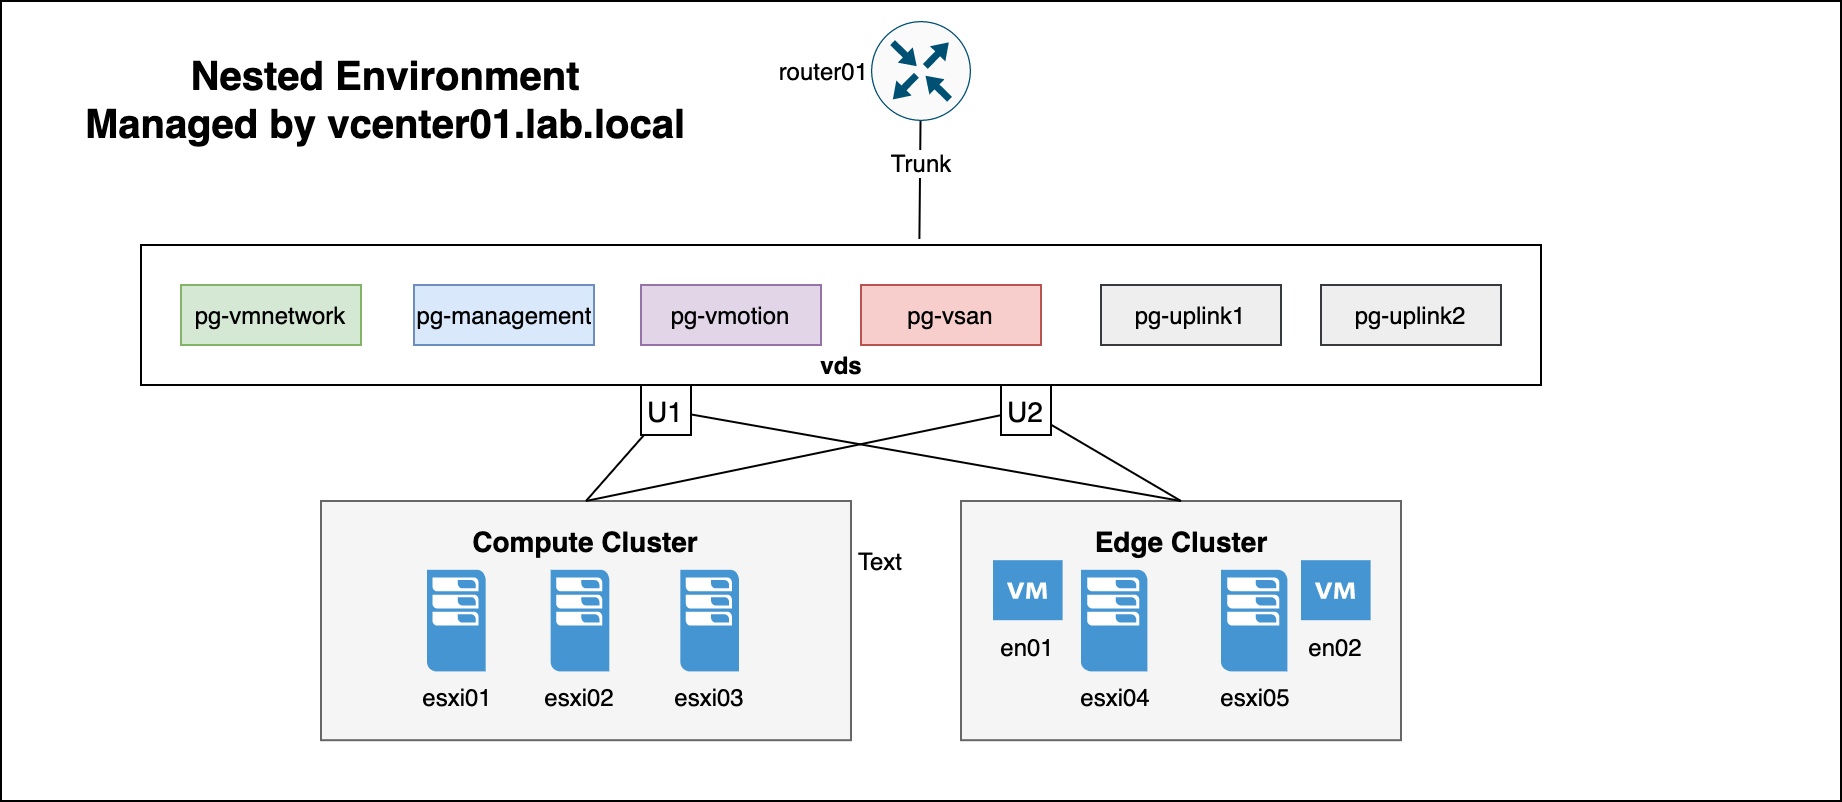 Nested Environment
Managed by vcenter01.lab.local
router01
Trunk
pg-vmnetwork
pg-management
pg-vmotion
pg-vsan
pg-uplink1
pg-uplink2
vds
U1
U2
Compute Cluster
esxi01
esxi02
esxi03
Text
Edge Cluster
VM
VM
en01
en02
esxi04
esxi05